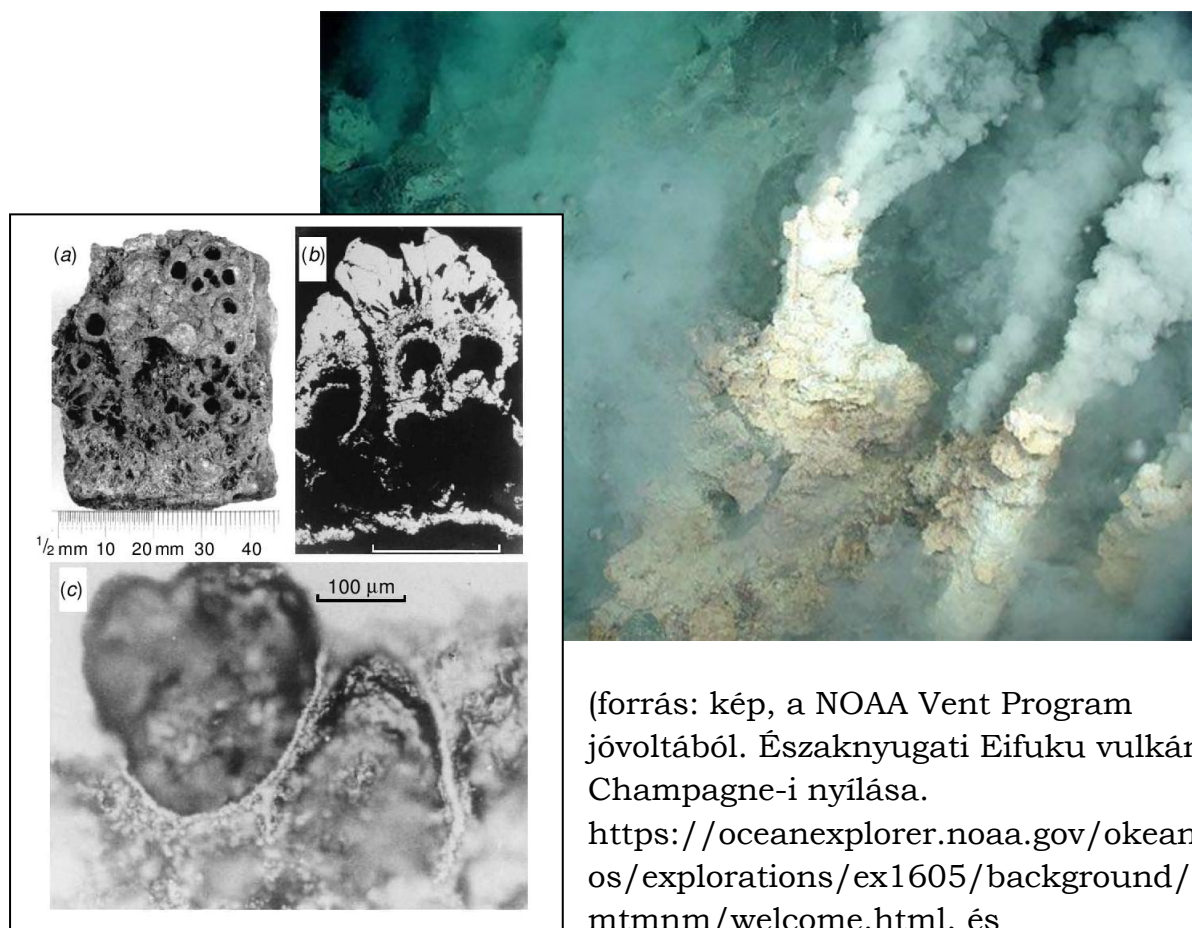 (a)
(b)
1/2 mm 10 20 mm 30 40
(c)
100 µm
(forrás: kép, a NOAA Vent Program
jóvoltából. Északnyugati Eifuku vulkán
Champagne-i nyílása.
https://oceanexplorer.noaa.gov/okean
os/explorations/ex1605/background/
mtmnm/welcome.html, és